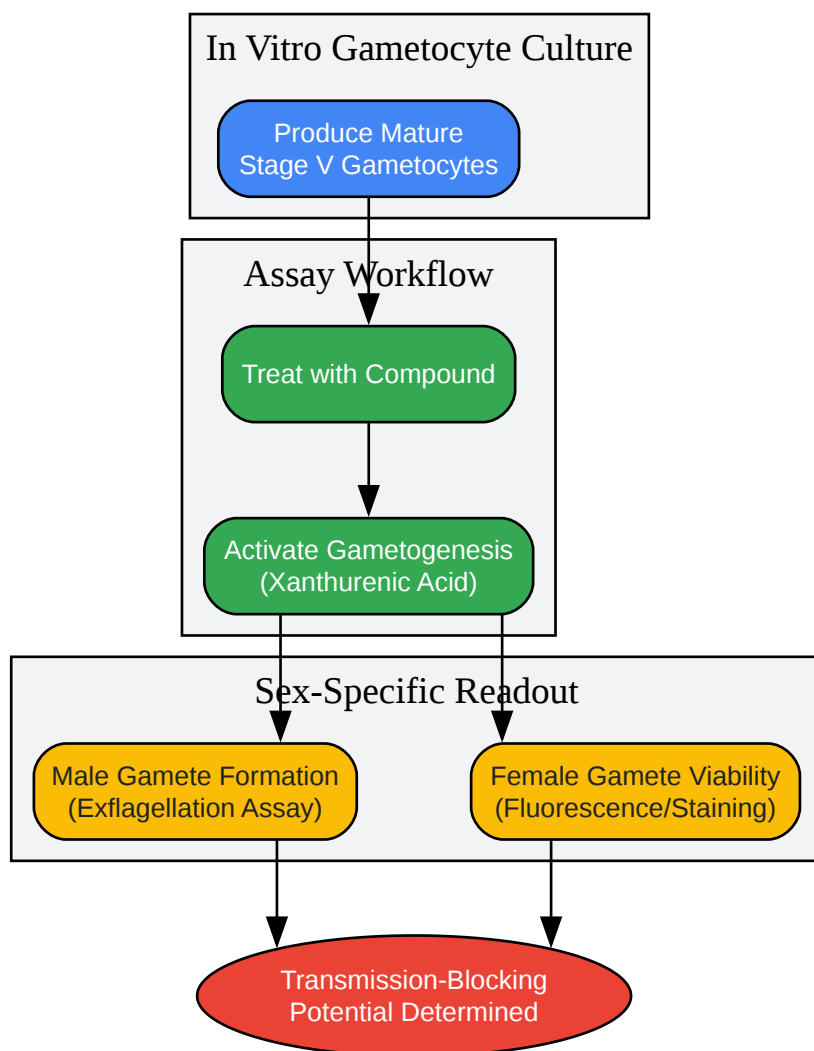 In Vitro Gametocyte Culture
Produce Mature
Stage V Gametocytes
Assay Workflow
Treat with Compound
Activate Gametogenesis
(Xanthurenic Acid)
Sex-Specific Readout
Male Gamete Formation
(Exflagellation Assay)
Female Gamete Viability
(Fluorescence/Staining)
Transmission-Blocking
Potential Determined